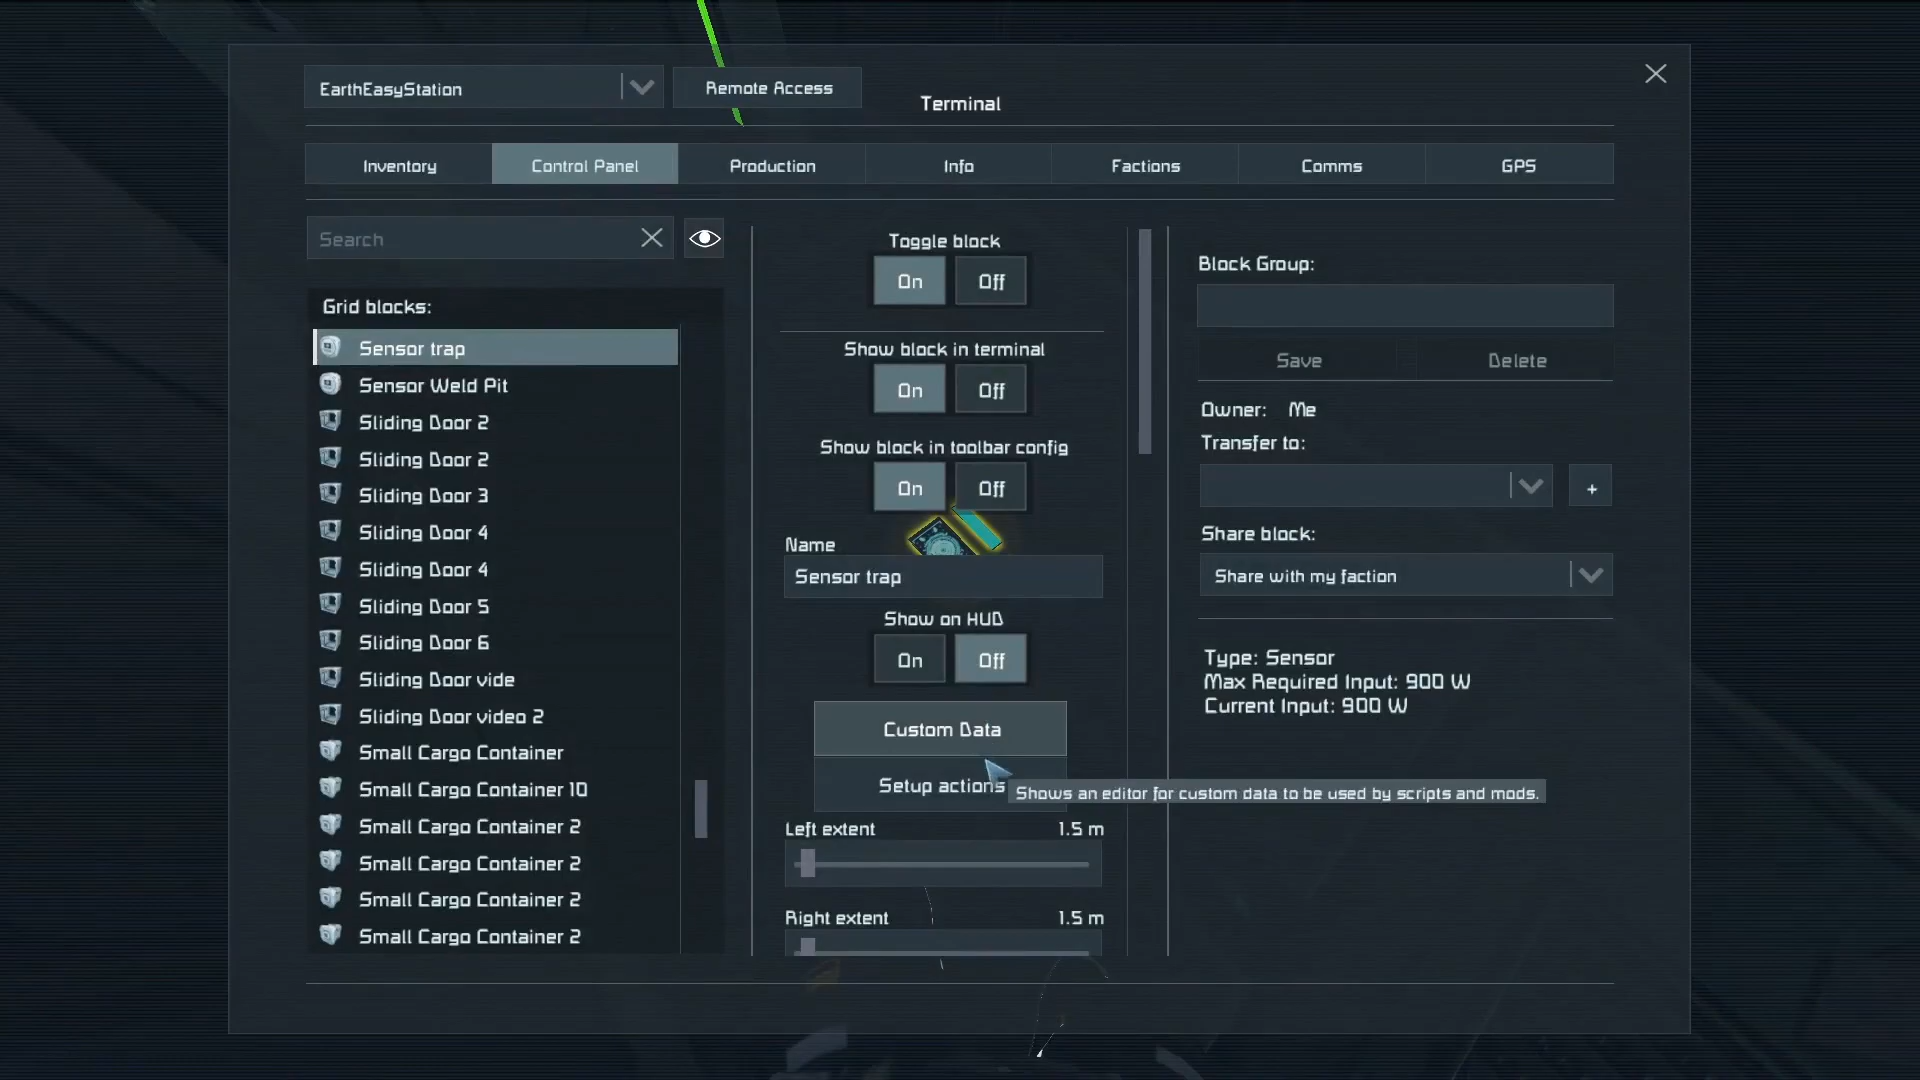 EarthEasyStation
Remote Access
Terminal
Inventory
Control Panel
Production
Info
Factions
Comms
GPS
Search
Grid blocks:
Sensor trap
Sensor Weld Pit
Sliding Door 2
Sliding Door 2
Sliding Door 3
Sliding Door 4
Sliding Door 4
Sliding Door 5
Sliding Door 6
Sliding Door vide
Sliding Door video 2
Small Cargo Container
Small Cargo Container 10
Small Cargo Container 2
Small Cargo Container 2
Small Cargo Container 2
Small Cargo Container 2
Toggle block
On Off
Show block in terminal
On Off
Show block in toolbar config
On Off
Name
Sensor trap
Show on HUD
On Off
Custom Data
Setup actions
Shows an editor for custom data to be used by scripts and mods.
Left extent 1.5 m
Right extent 1.5 m
Block Group:
Save Delete
Owner: Me
Transfer to:
+
Share block:
Share with my faction
Type: Sensor
Max Required Input: 900 W
Current Input: 900 W